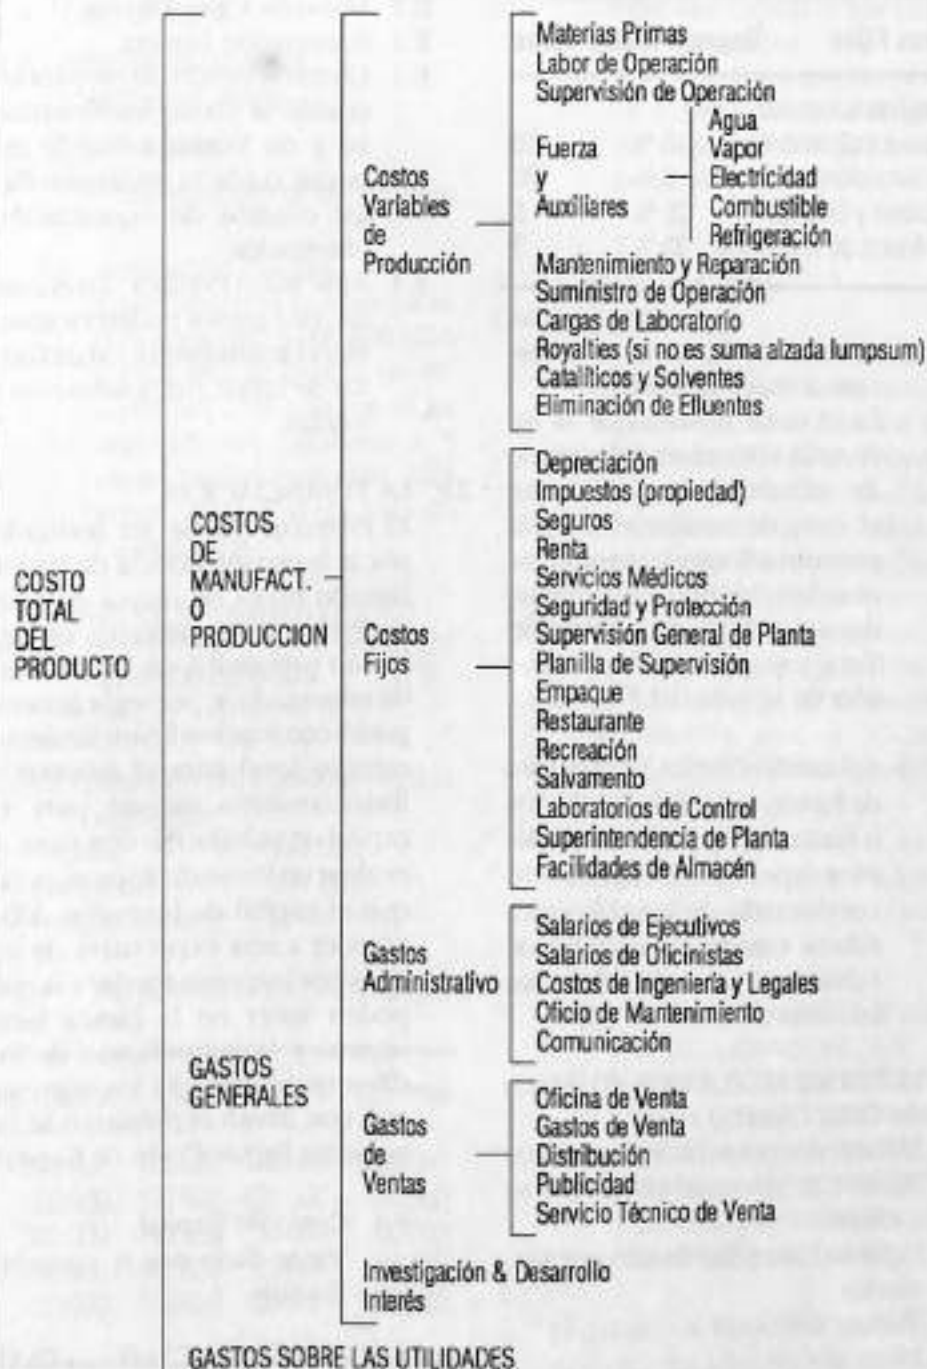 COSTO
TOTAL
DEL
PRODUCTO
COSTOS
DE
MANUFACT.
O
PRODUCCION
Costos
Variables
de
Producción
Materias Primas
Labor de Operación
Supervisión de Operación
Fuerza
y
Auxiliares
Agua
Vapor
Electricidad
Combustible
Refrigeración
Mantenimiento y Reparación
Suministro de Operación
Cargas de Laboratorio
Royalties (si no es suma alzada lumpsum)
Catalíticos y Solventes
Eliminación de Efluentes
Costos
Fijos
Depreciación
Impuestos (propiedad)
Seguros
Renta
Servicios Médicos
Seguridad y Protección
Supervisión General de Planta
Planilla de Supervisión
Empaque
Restaurante
Recreación
Salvamento
Laboratorios de Control
Superintendencia de Planta
Facilidades de Almacén
GASTOS
GENERALES
Gastos
Administrativo
Salarios de Ejecutivos
Salarios de Oficinistas
Costos de Ingeniería y Legales
Oficio de Mantenimiento
Comunicación
Gastos
de
Ventas
Oficina de Venta
Gastos de Venta
Distribución
Publicidad
Servicio Técnico de Venta
Investigación & Desarrollo
Interés
GASTOS SOBRE LAS UTILIDADES